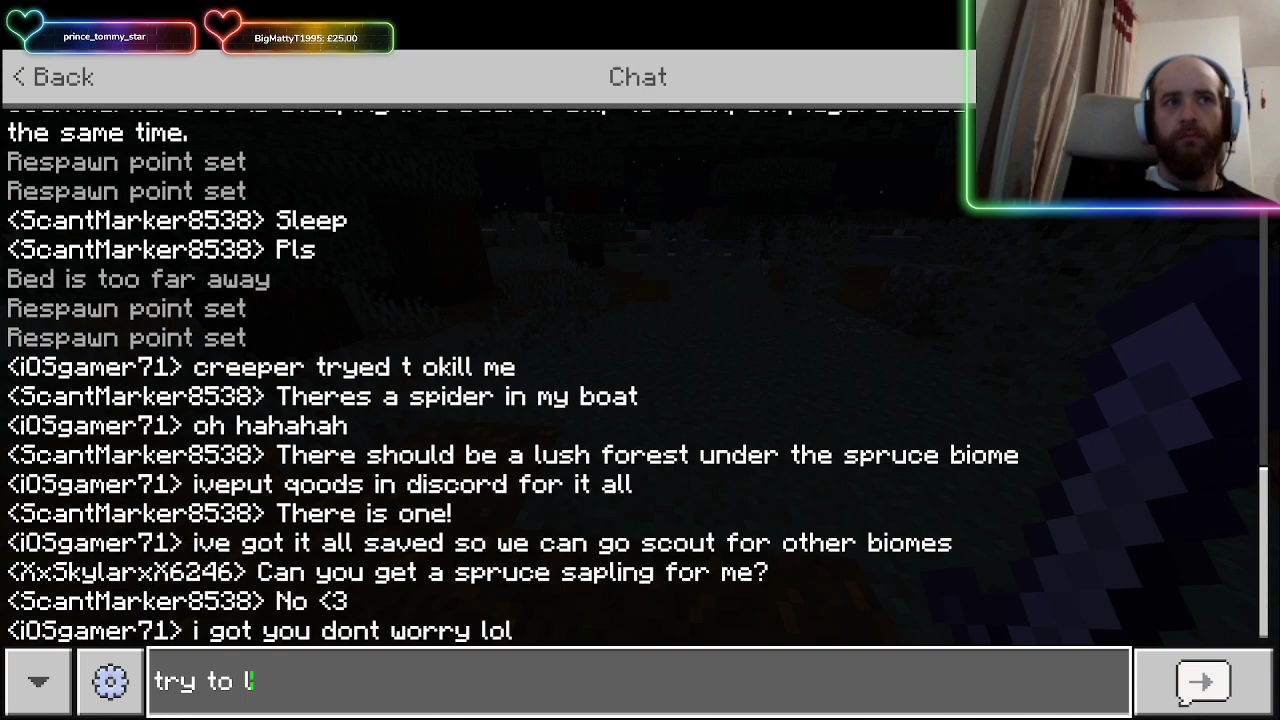 prince_tommy_star
BigMattyT1995: £25.00
< Back
Chat
the same time.
Respawn point set
Respawn point set
<ScantMarker8538> Sleep
<ScantMarker8538> Pls
Bed is too far away
Respawn point set
Respawn point set
<iOSgamer71> creeper tryed t okill me
<ScantMarker8538> Theres a spider in my boat
<iOSgamer71> oh hahahah
<ScantMarker8538> There should be a lush forest under the spruce biome
<iOSgamer71> iveput qoods in discord for it all
<ScantMarker8538> There is one!
<iOSgamer71> ive got it all saved so we can go scout for other biomes
<XxSkylarxX6246> Can you get a spruce sapling for me?
<ScantMarker8538> No <3
<iOSgamer71> i got you dont worry lol
try to l